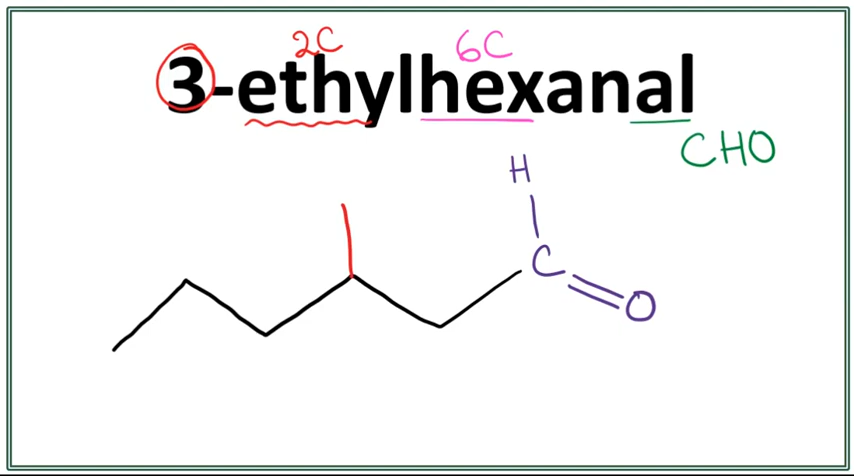 2C 6C
3-ethylhexanal
CHO
H
C
O